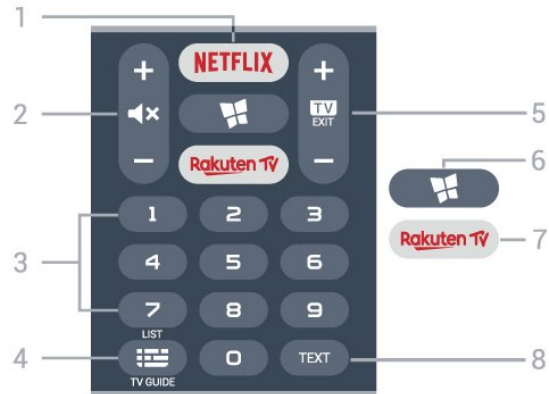 1
NETFLIX
+ +
2 TV 5
EXIT
6
- Rakuten TV -
Rakuten TV 7
1 2 3
3 4 5 6
7 8 9
LIST
4 0 TEXT 8
TV GUIDE